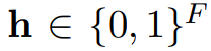 h ∈ {0, 1}^F